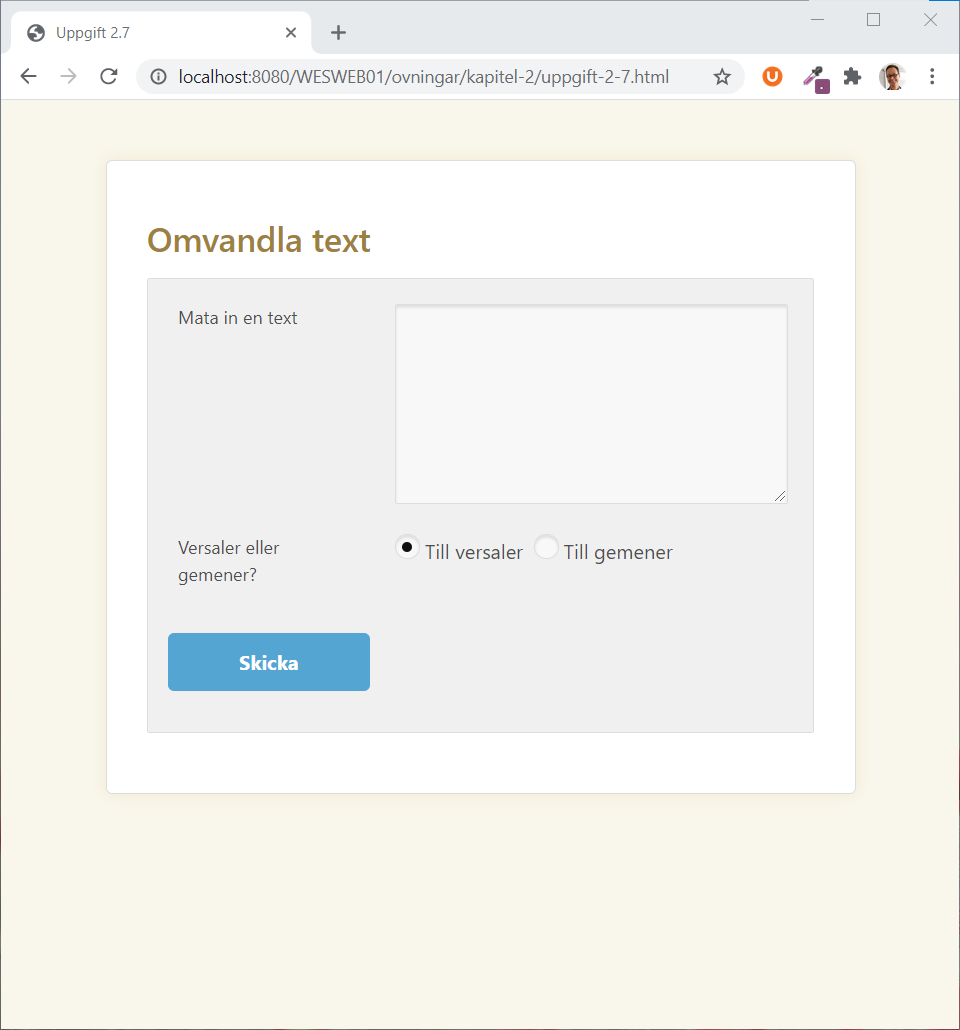 Uppgift 2.7
localhost:8080/WESWEB01/ovningar/kapitel-2/uppgift-2-7.html
Omvandla text
Mata in en text
Versaler eller
gemener?
Till versaler Till gemener
Skicka